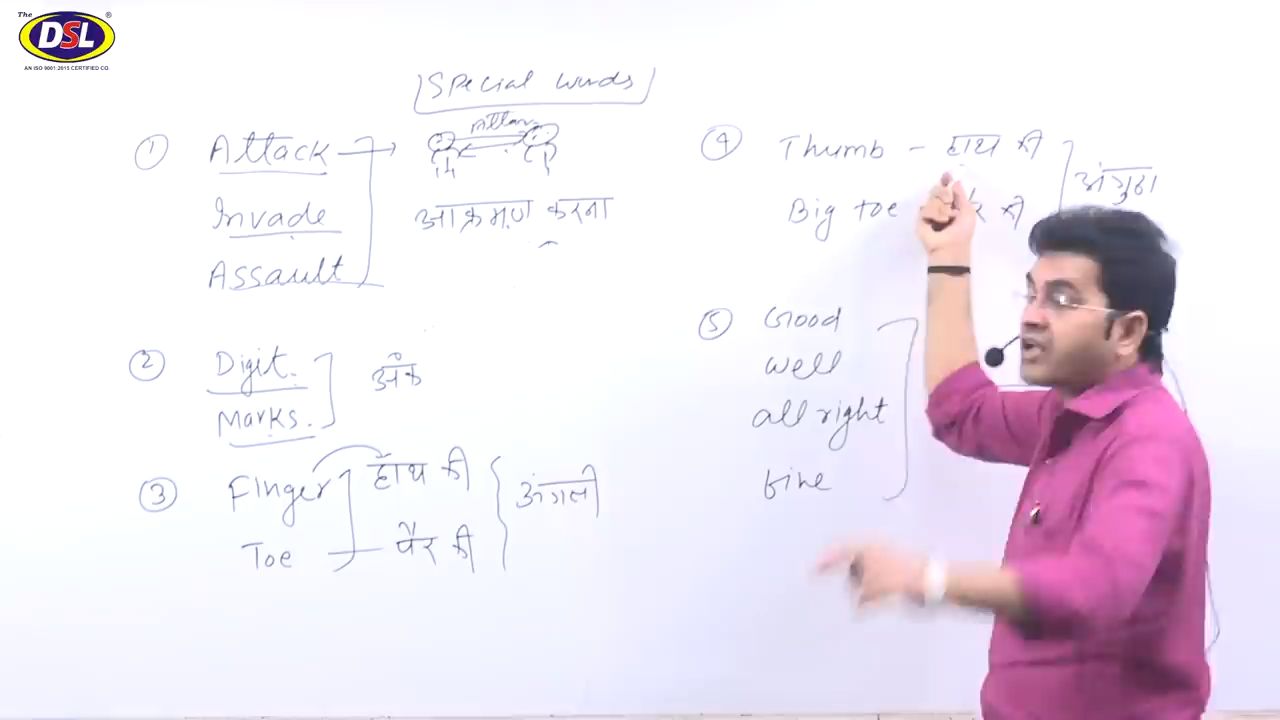 The
DSL
®
AN ISO 9001:2015 CERTIFIED CO
Special words
① Attack
Invade
Assault
आक्रमण करना
② Digit.
Marks.
अंक
③ Finger हाँथ की
Toe पैर की
अंगली
④ Thumb - हाथ की
Big toe की
अंगुठा
⑤ Good
well
all right
fine